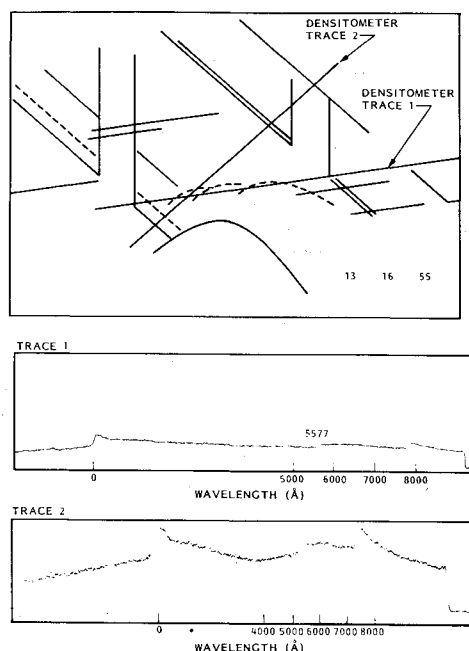 DENSITOMETER
TRACE 2
DENSITOMETER
TRACE 1
13 16 55
TRACE 1
5577
0 5000 6000 7000 8000
WAVELENGTH (Å)
TRACE 2
0 4000 5000 6000 7000 8000
WAVELENGTH (Å)